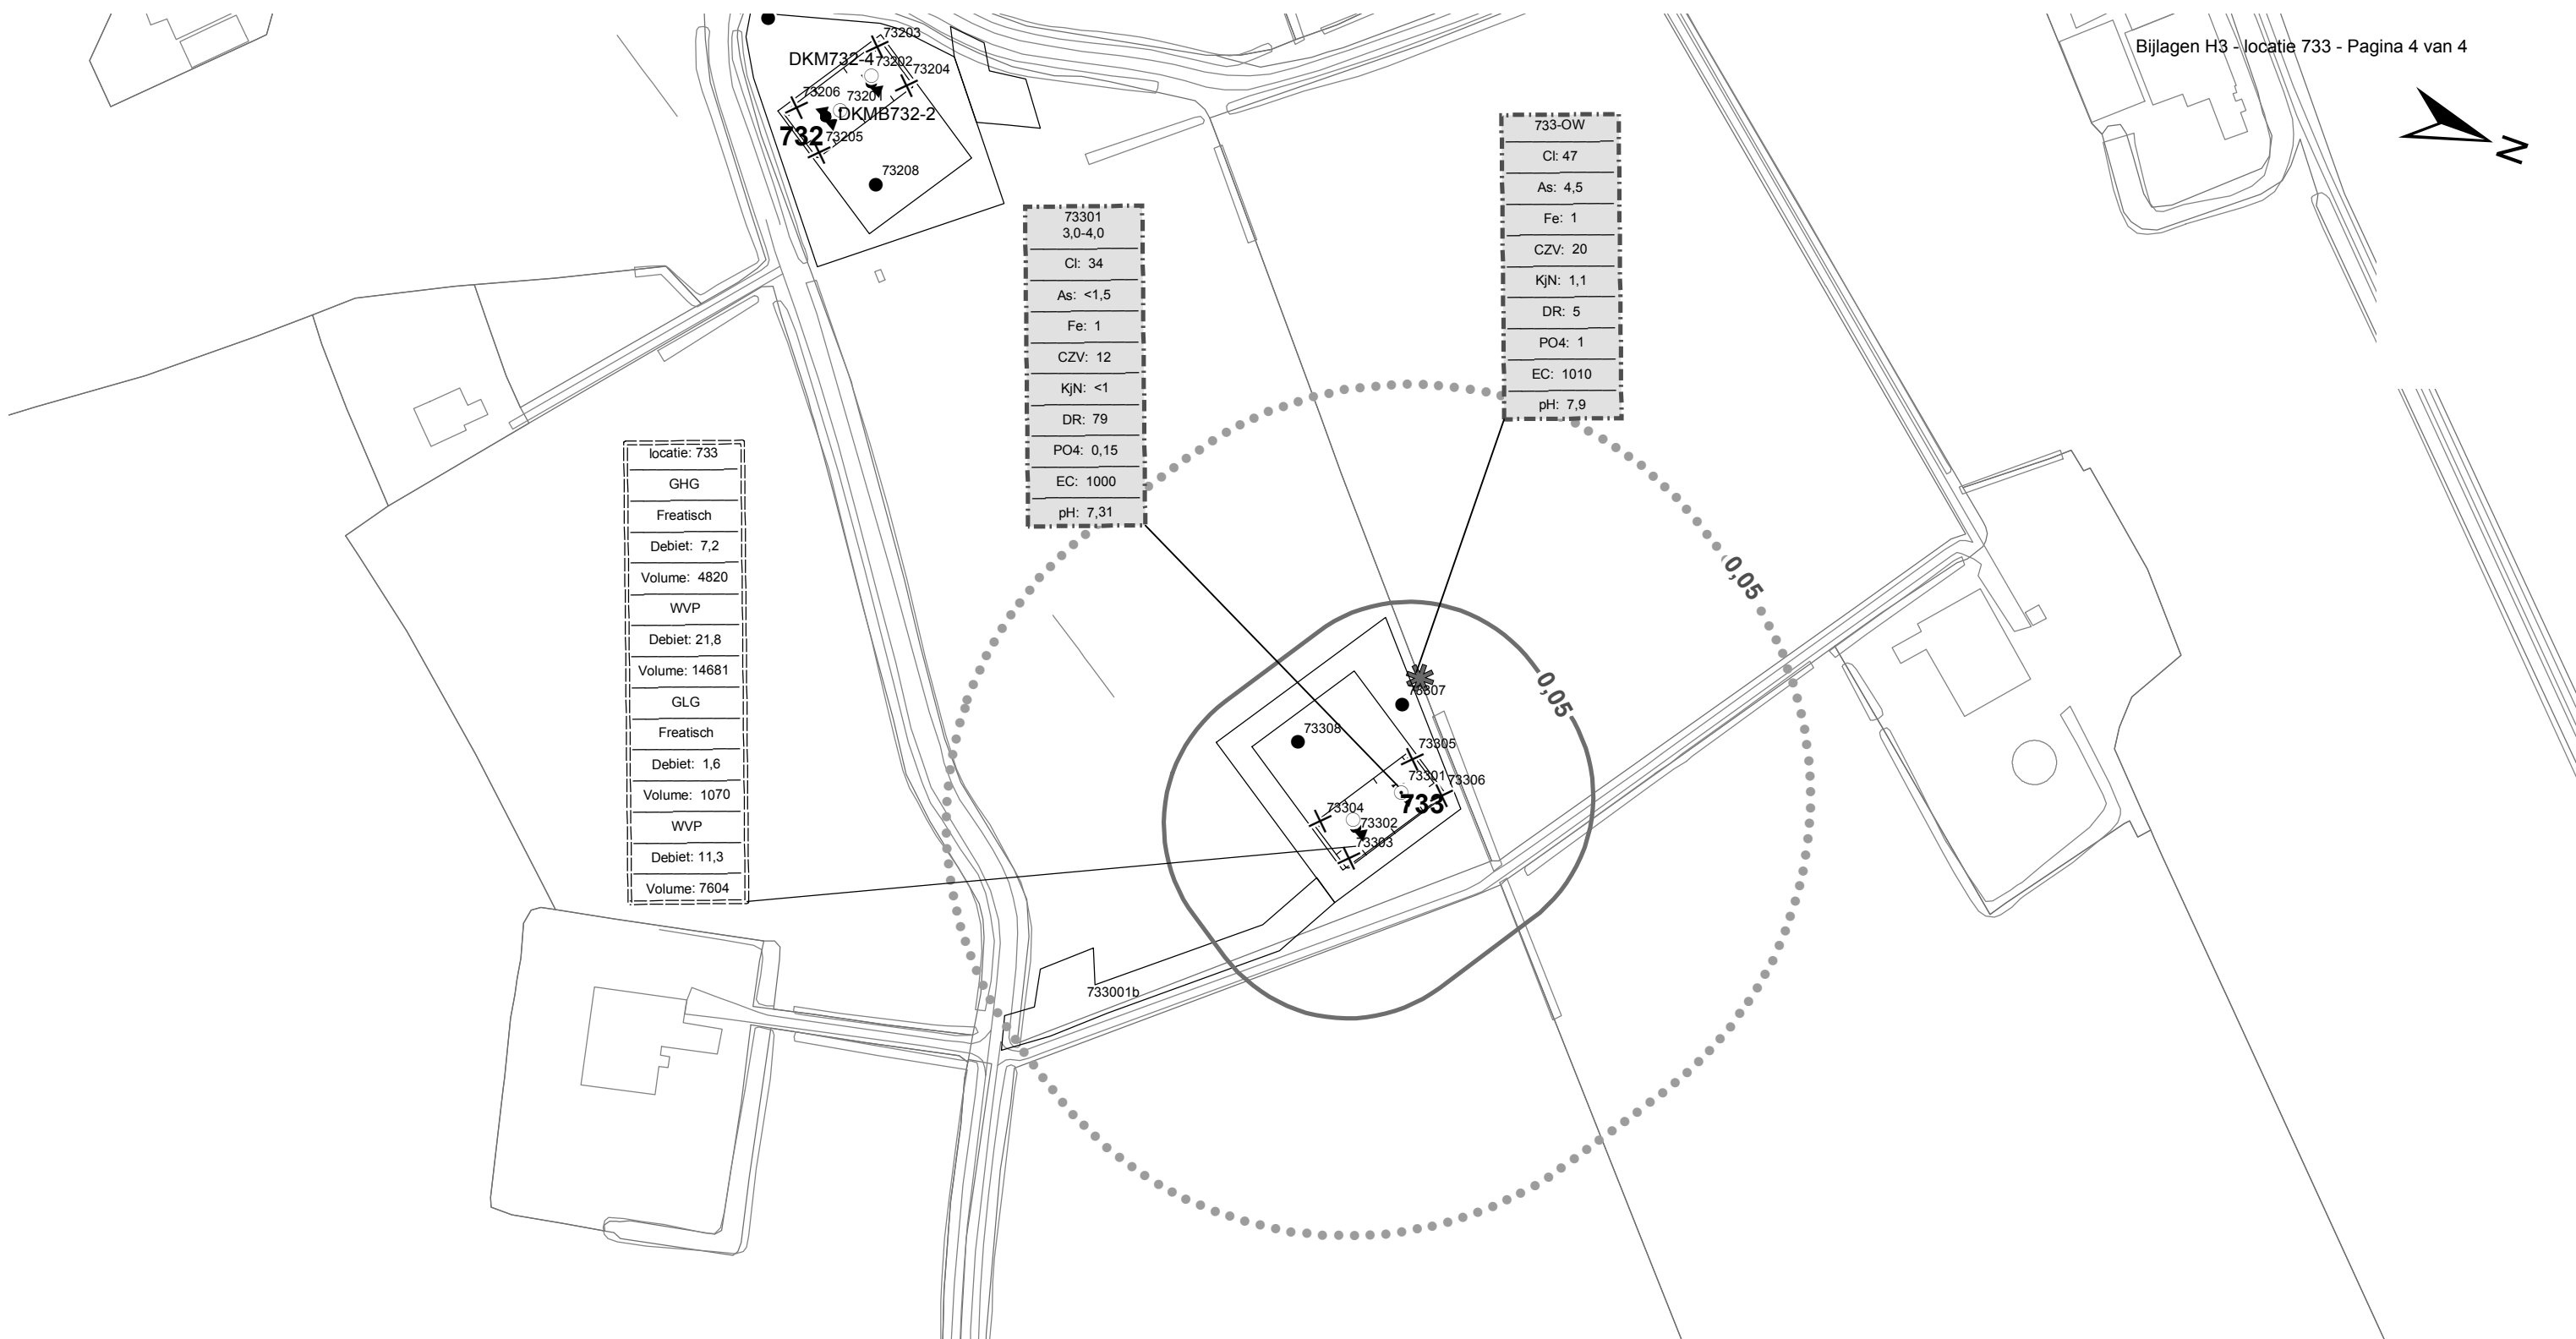 Bijlagen H3 - locatie 733 - Pagina 4 van 4
N
73203
DKM732-4
73202
73204
73206
73201
DKMB732-2
732
73205
73208
733-OW
Cl: 47
As: 4,5
Fe: 1
CZV: 20
KjN: 1,1
DR: 5
PO4: 1
EC: 1010
pH: 7,9
73301
3,0-4,0
Cl: 34
As: <1,5
Fe: 1
CZV: 12
KjN: <1
DR: 79
PO4: 0,15
EC: 1000
pH: 7,31
locatie: 733
GHG
Freatisch
Debiet: 7,2
Volume: 4820
WVP
Debiet: 21,8
Volume: 14681
GLG
Freatisch
Debiet: 1,6
Volume: 1070
WVP
Debiet: 11,3
Volume: 7604
0,05
0,05
73307
73308
73305
73301
73306
733
73304
73302
73303
733001b